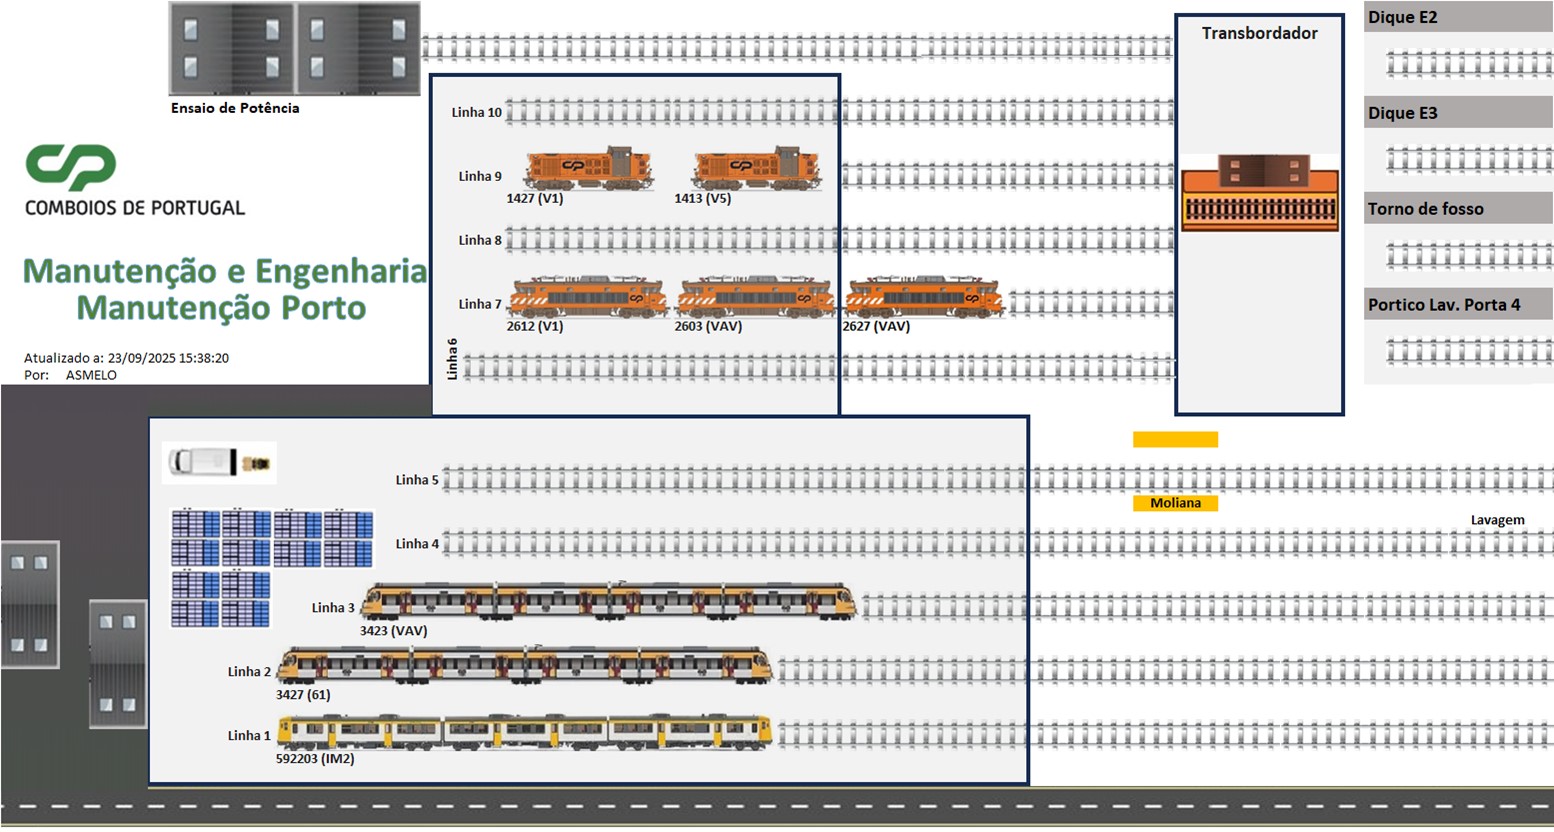 Ensaio de Potência
CP
COMBOIOS DE PORTUGAL
Manutenção e Engenharia
Manutenção Porto
Atualizado a: 23/09/2025 15:38:20
Por: ASMELO
Transbordador
Dique E2
Dique E3
Torno de fosso
Portico Lav. Porta 4
Linha 10
Linha 9
1427 (V1)
1413 (V5)
Linha 8
Linha 7
2612 (V1)
2603 (VAV)
2627 (VAV)
Linha 6
Linha 5
Moliana
Lavagem
Linha 4
Linha 3
3423 (VAV)
Linha 2
3427 (61)
Linha 1
592203 (IM2)